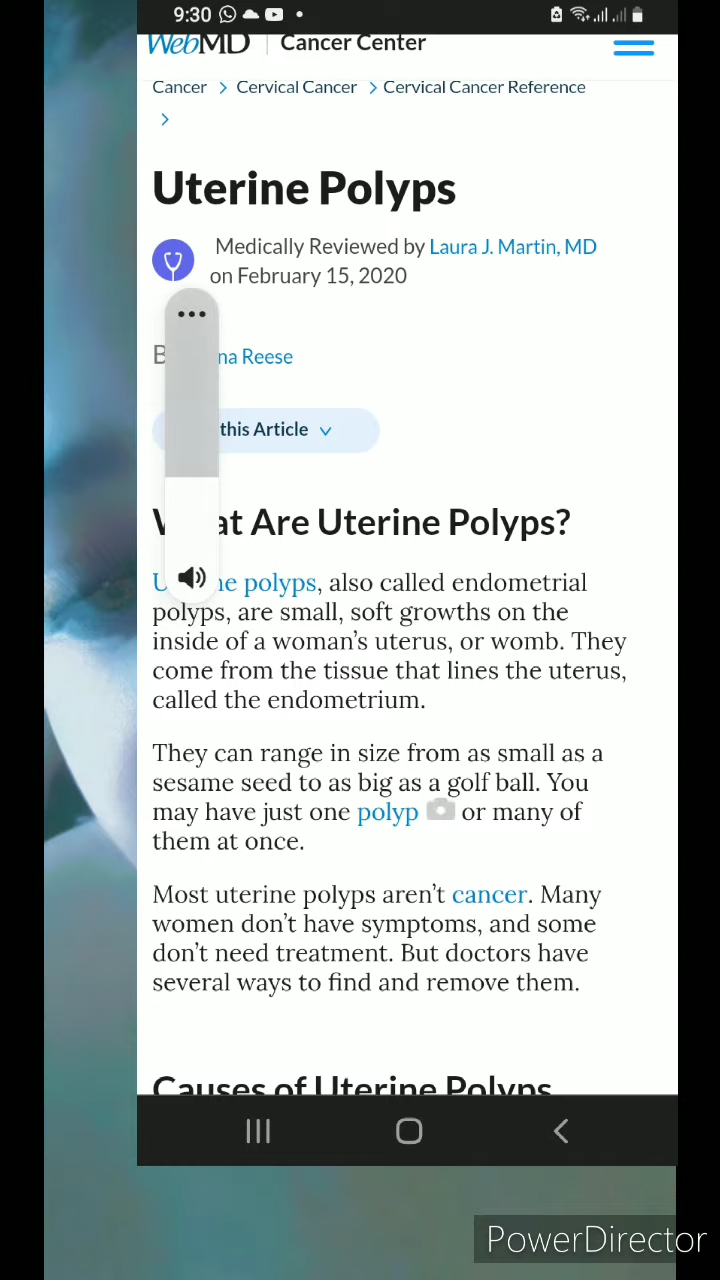 9:30
WebMD Cancer Center
Cancer > Cervical Cancer > Cervical Cancer Reference
>
Uterine Polyps
Medically Reviewed by Laura J. Martin, MD
on February 15, 2020
na Reese
this Article
at Are Uterine Polyps?
ne polyps, also called endometrial
polyps, are small, soft growths on the
inside of a woman's uterus, or womb. They
come from the tissue that lines the uterus,
called the endometrium.
They can range in size from as small as a
sesame seed to as big as a golf ball. You
may have just one polyp or many of
them at once.
Most uterine polyps aren't cancer. Many
women don't have symptoms, and some
don't need treatment. But doctors have
several ways to find and remove them.
Causes of Uterine Polyps
PowerDirector